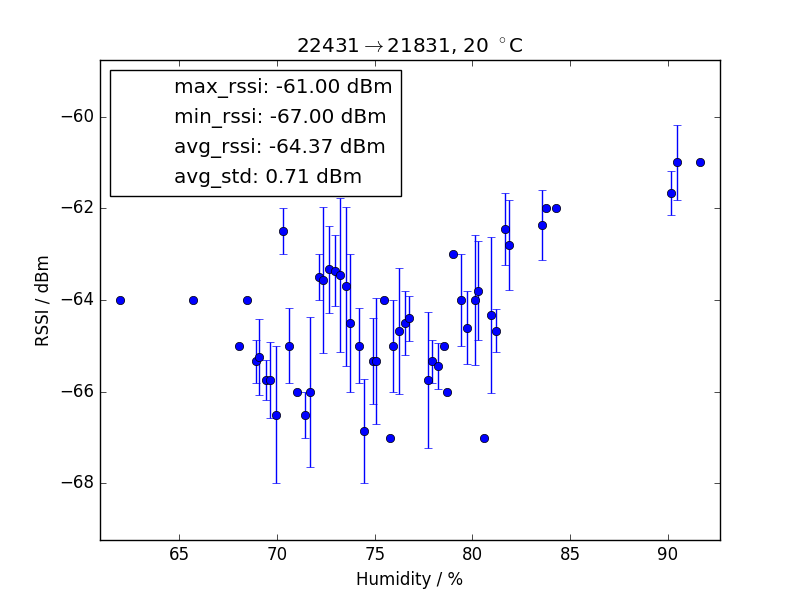 22431→21831, 20 °C
max_rssi: -61.00 dBm
min_rssi: -67.00 dBm
avg_rssi: -64.37 dBm
avg_std: 0.71 dBm
−60
−62
−64
−66
−68
RSSI / dBm
65 70 75 80 85 90
Humidity / %